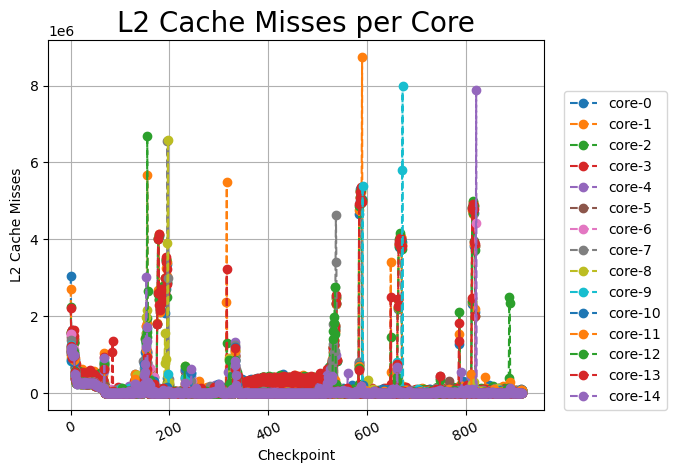 L2 Cache Misses per Core
1e6
8
6
4
2
0
L2 Cache Misses
0
200
400
600
800
Checkpoint
core-0
core-1
core-2
core-3
core-4
core-5
core-6
core-7
core-8
core-9
core-10
core-11
core-12
core-13
core-14